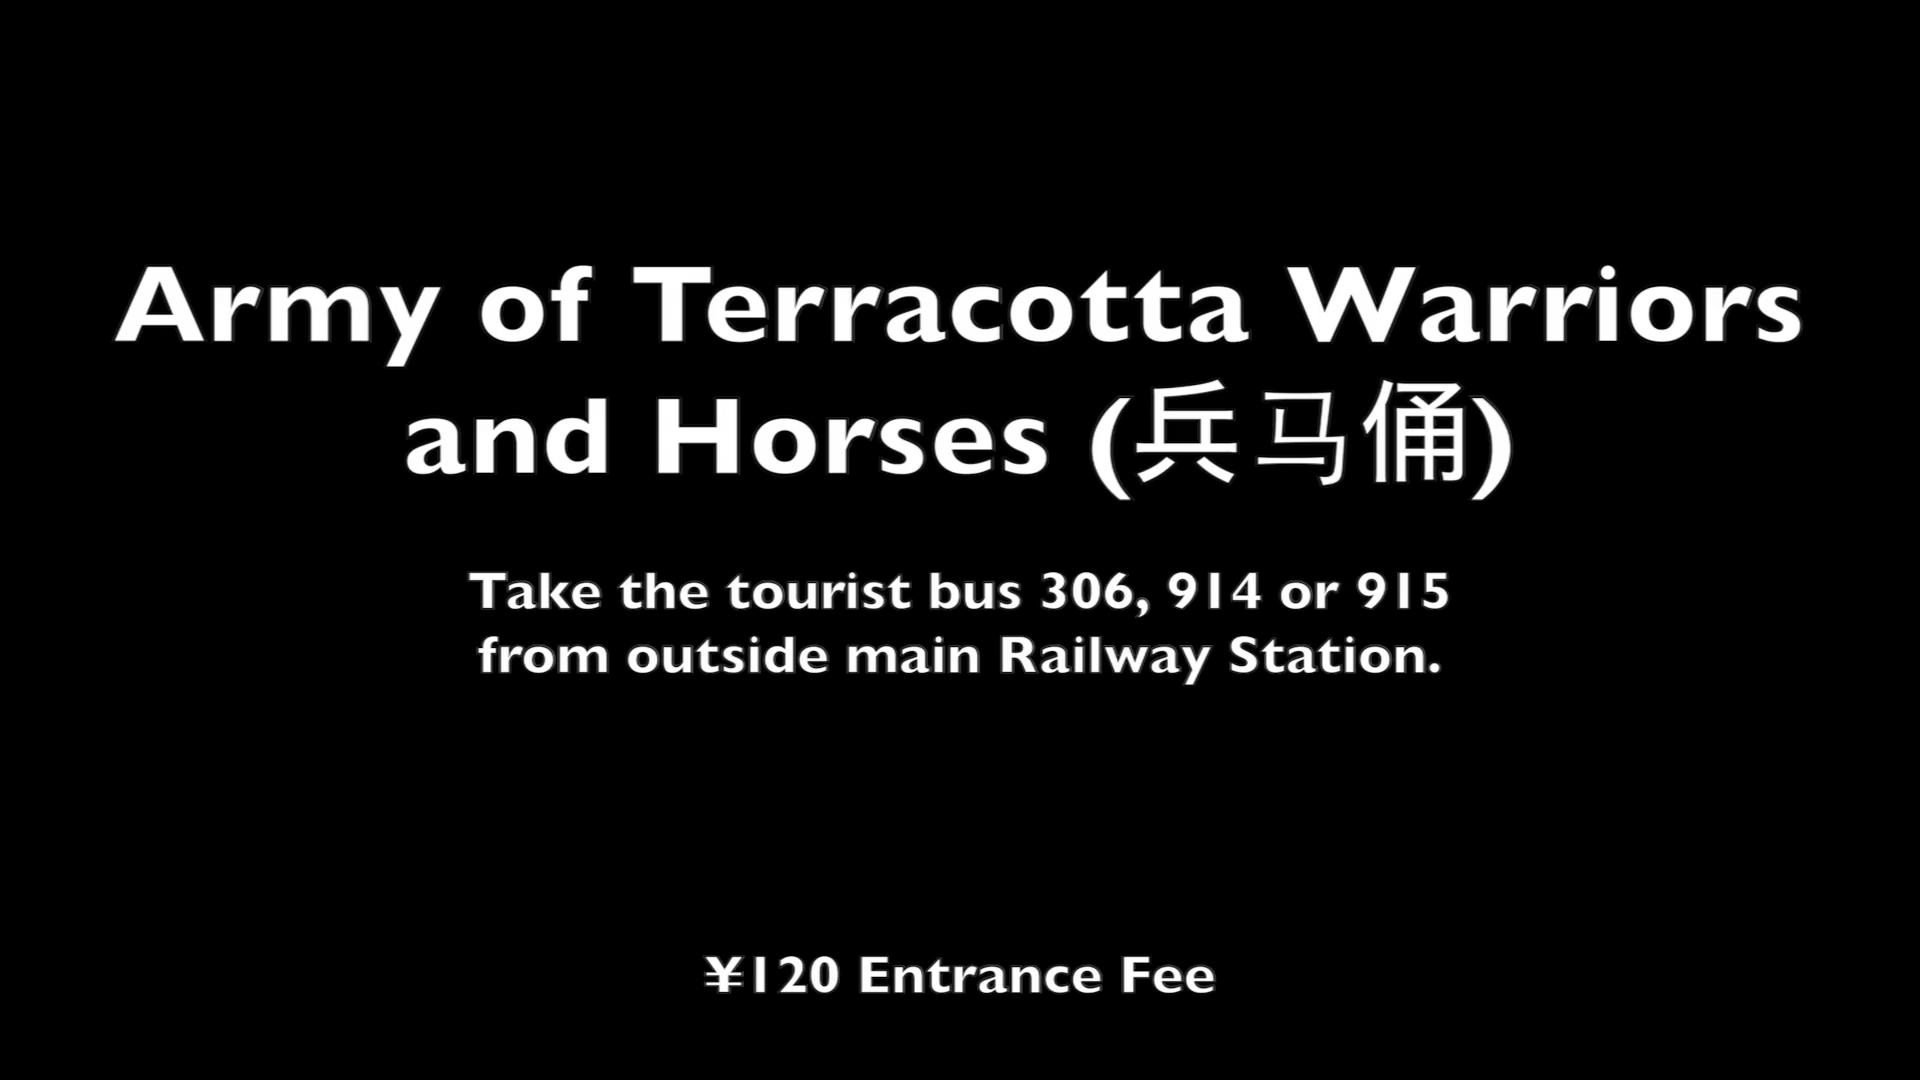 Army of Terracotta Warriors
and Horses (兵马俑)
Take the tourist bus 306, 914 or 915
from outside main Railway Station.
¥120 Entrance Fee